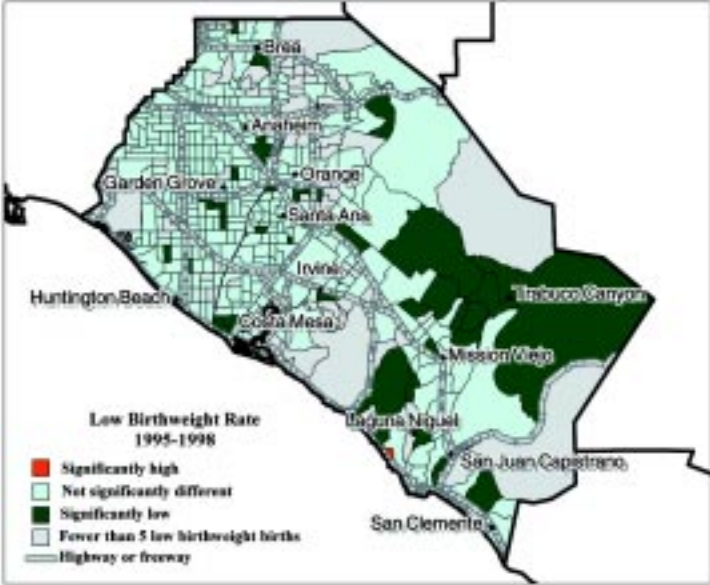 Brea
Anaheim
Orange
Garden Grove
Santa Ana
Irvine
Huntington Beach
Trabuco Canyon
Costa Mesa
Mission Viejo
Low Birthweight Rate
1995-1998
Laguna Niguel
Significantly high
San Juan Capistrano
Not significantly different
Significantly low
San Clemente
Fewer than 5 low birthweight births
Highway or freeway